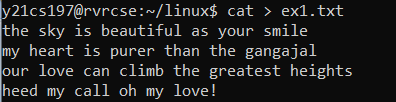 y21cs197@rvrcse:~/linux$ cat > ex1.txt
the sky is beautiful as your smile
my heart is purer than the gangajal
our love can climb the greatest heights
heed my call oh my love!